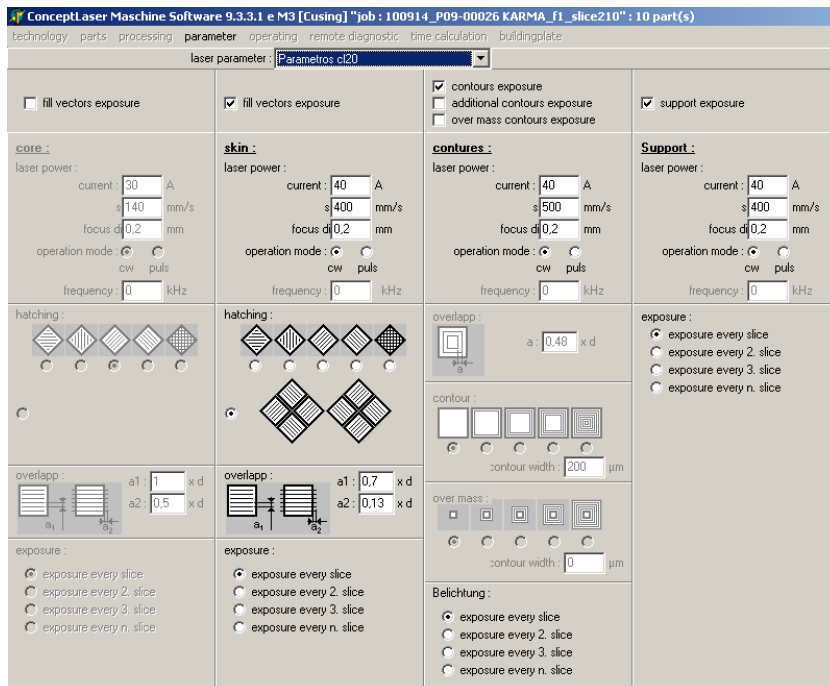 ConceptLaser Maschine Software 9.3.3.1 e M3 [Cusing] "job : 100914_P09-00026 KARMA_f1_slice210" : 10 part(s)
technology parts processing parameter operating remote diagnostic time calculation buildingplate
laser parameter : Parametros cl20
fill vectors exposure
fill vectors exposure
contours exposure
additional contours exposure
over mass contours exposure
support exposure
core :
laser power :
current : 30 A
s 140 mm/s
focus di 0,2 mm
operation mode :
cw puls
frequency : 0 kHz
hatching :
overlapp :
a1 : 1 x d
a2 : 0,5 x d
a1 a2
exposure :
exposure every slice
exposure every 2. slice
exposure every 3. slice
exposure every n. slice
skin :
laser power :
current : 40 A
s 400 mm/s
focus di 0,2 mm
operation mode :
cw puls
frequency : 0 kHz
hatching :
overlapp :
a1 : 0,7 x d
a2 : 0,13 x d
a1 a2
exposure :
exposure every slice
exposure every 2. slice
exposure every 3. slice
exposure every n. slice
contures :
laser power :
current : 40 A
s 500 mm/s
focus di 0,2 mm
operation mode :
cw puls
frequency : 0 kHz
overlapp :
a : 0,48 x d
a
contour :
contour width : 200 µm
over mass :
contour width : 0 µm
Belichtung :
exposure every slice
exposure every 2. slice
exposure every 3. slice
exposure every n. slice
Support :
laser power :
current : 40 A
s 400 mm/s
focus di 0,2 mm
operation mode :
cw puls
frequency : 0 kHz
exposure :
exposure every slice
exposure every 2. slice
exposure every 3. slice
exposure every n. slice